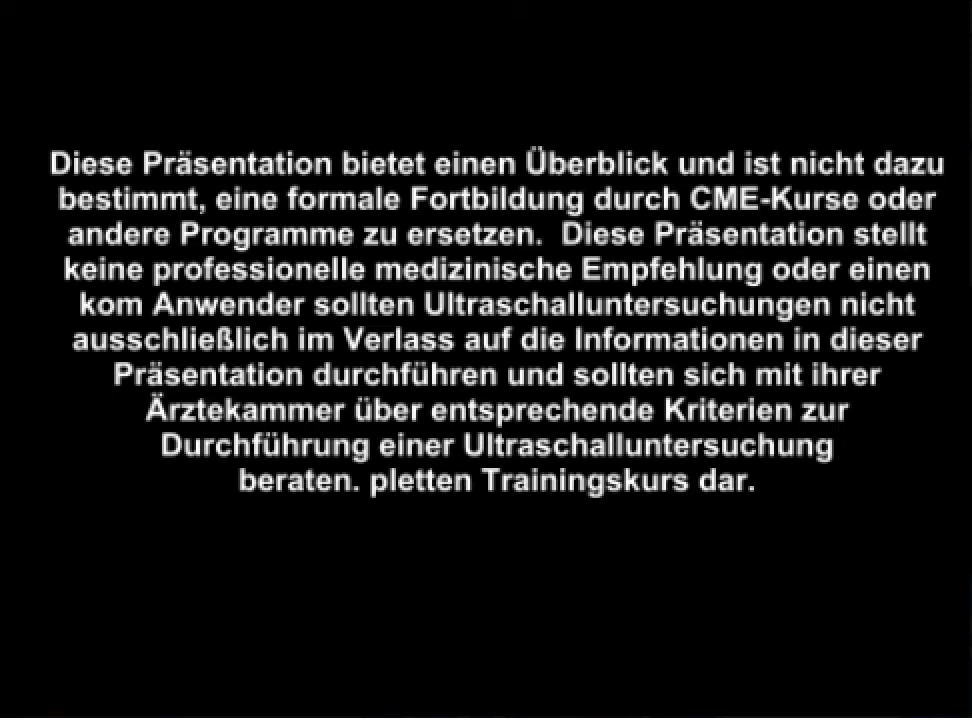 Diese Präsentation bietet einen Überblick und ist nicht dazu
bestimmt, eine formale Fortbildung durch CME-Kurse oder
andere Programme zu ersetzen.  Diese Präsentation stellt
keine professionelle medizinische Empfehlung oder einen
kom Anwender sollten Ultraschalluntersuchungen nicht
ausschließlich im Verlass auf die Informationen in dieser
Präsentation durchführen und sollten sich mit ihrer
Ärztekammer über entsprechende Kriterien zur
Durchführung einer Ultraschalluntersuchung
beraten. pletten Trainingskurs dar.